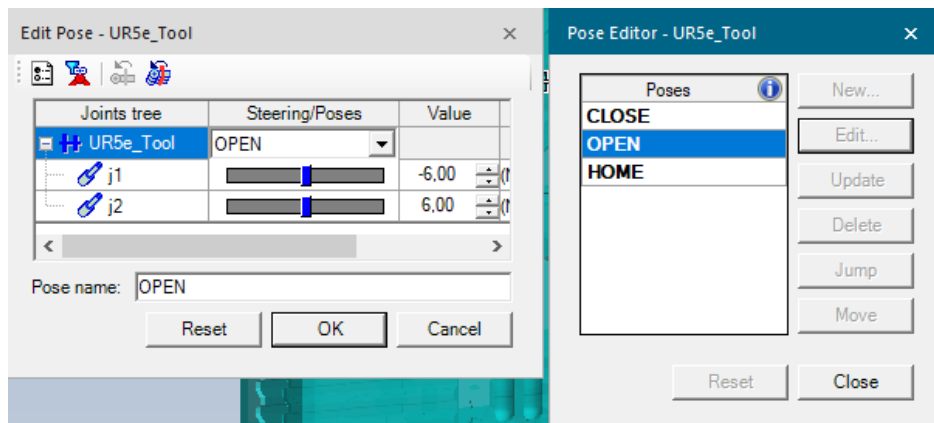 Edit Pose - UR5e_Tool
Joints tree Steering/Poses Value
UR5e_Tool OPEN
j1 -6,00
j2 6,00
Pose name: OPEN
Reset OK Cancel
Pose Editor - UR5e_Tool
Poses New...
CLOSE
OPEN Edit...
HOME Update
Delete
Jump
Move
Reset Close